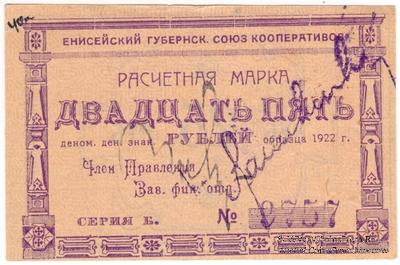 ЕНИСЕЙСКИЙ ГУБЕРНСК. СОЮЗ КООПЕРАТИВОВ
РАСЧЕТНАЯ МАРКА
ДВАДЦАТЬ ПЯТЬ
деном. ден. знак. РУБЛЕЙ образца 1922 г.
Член Правления
Зав. фин. отд.
СЕРИЯ Б. № 0757